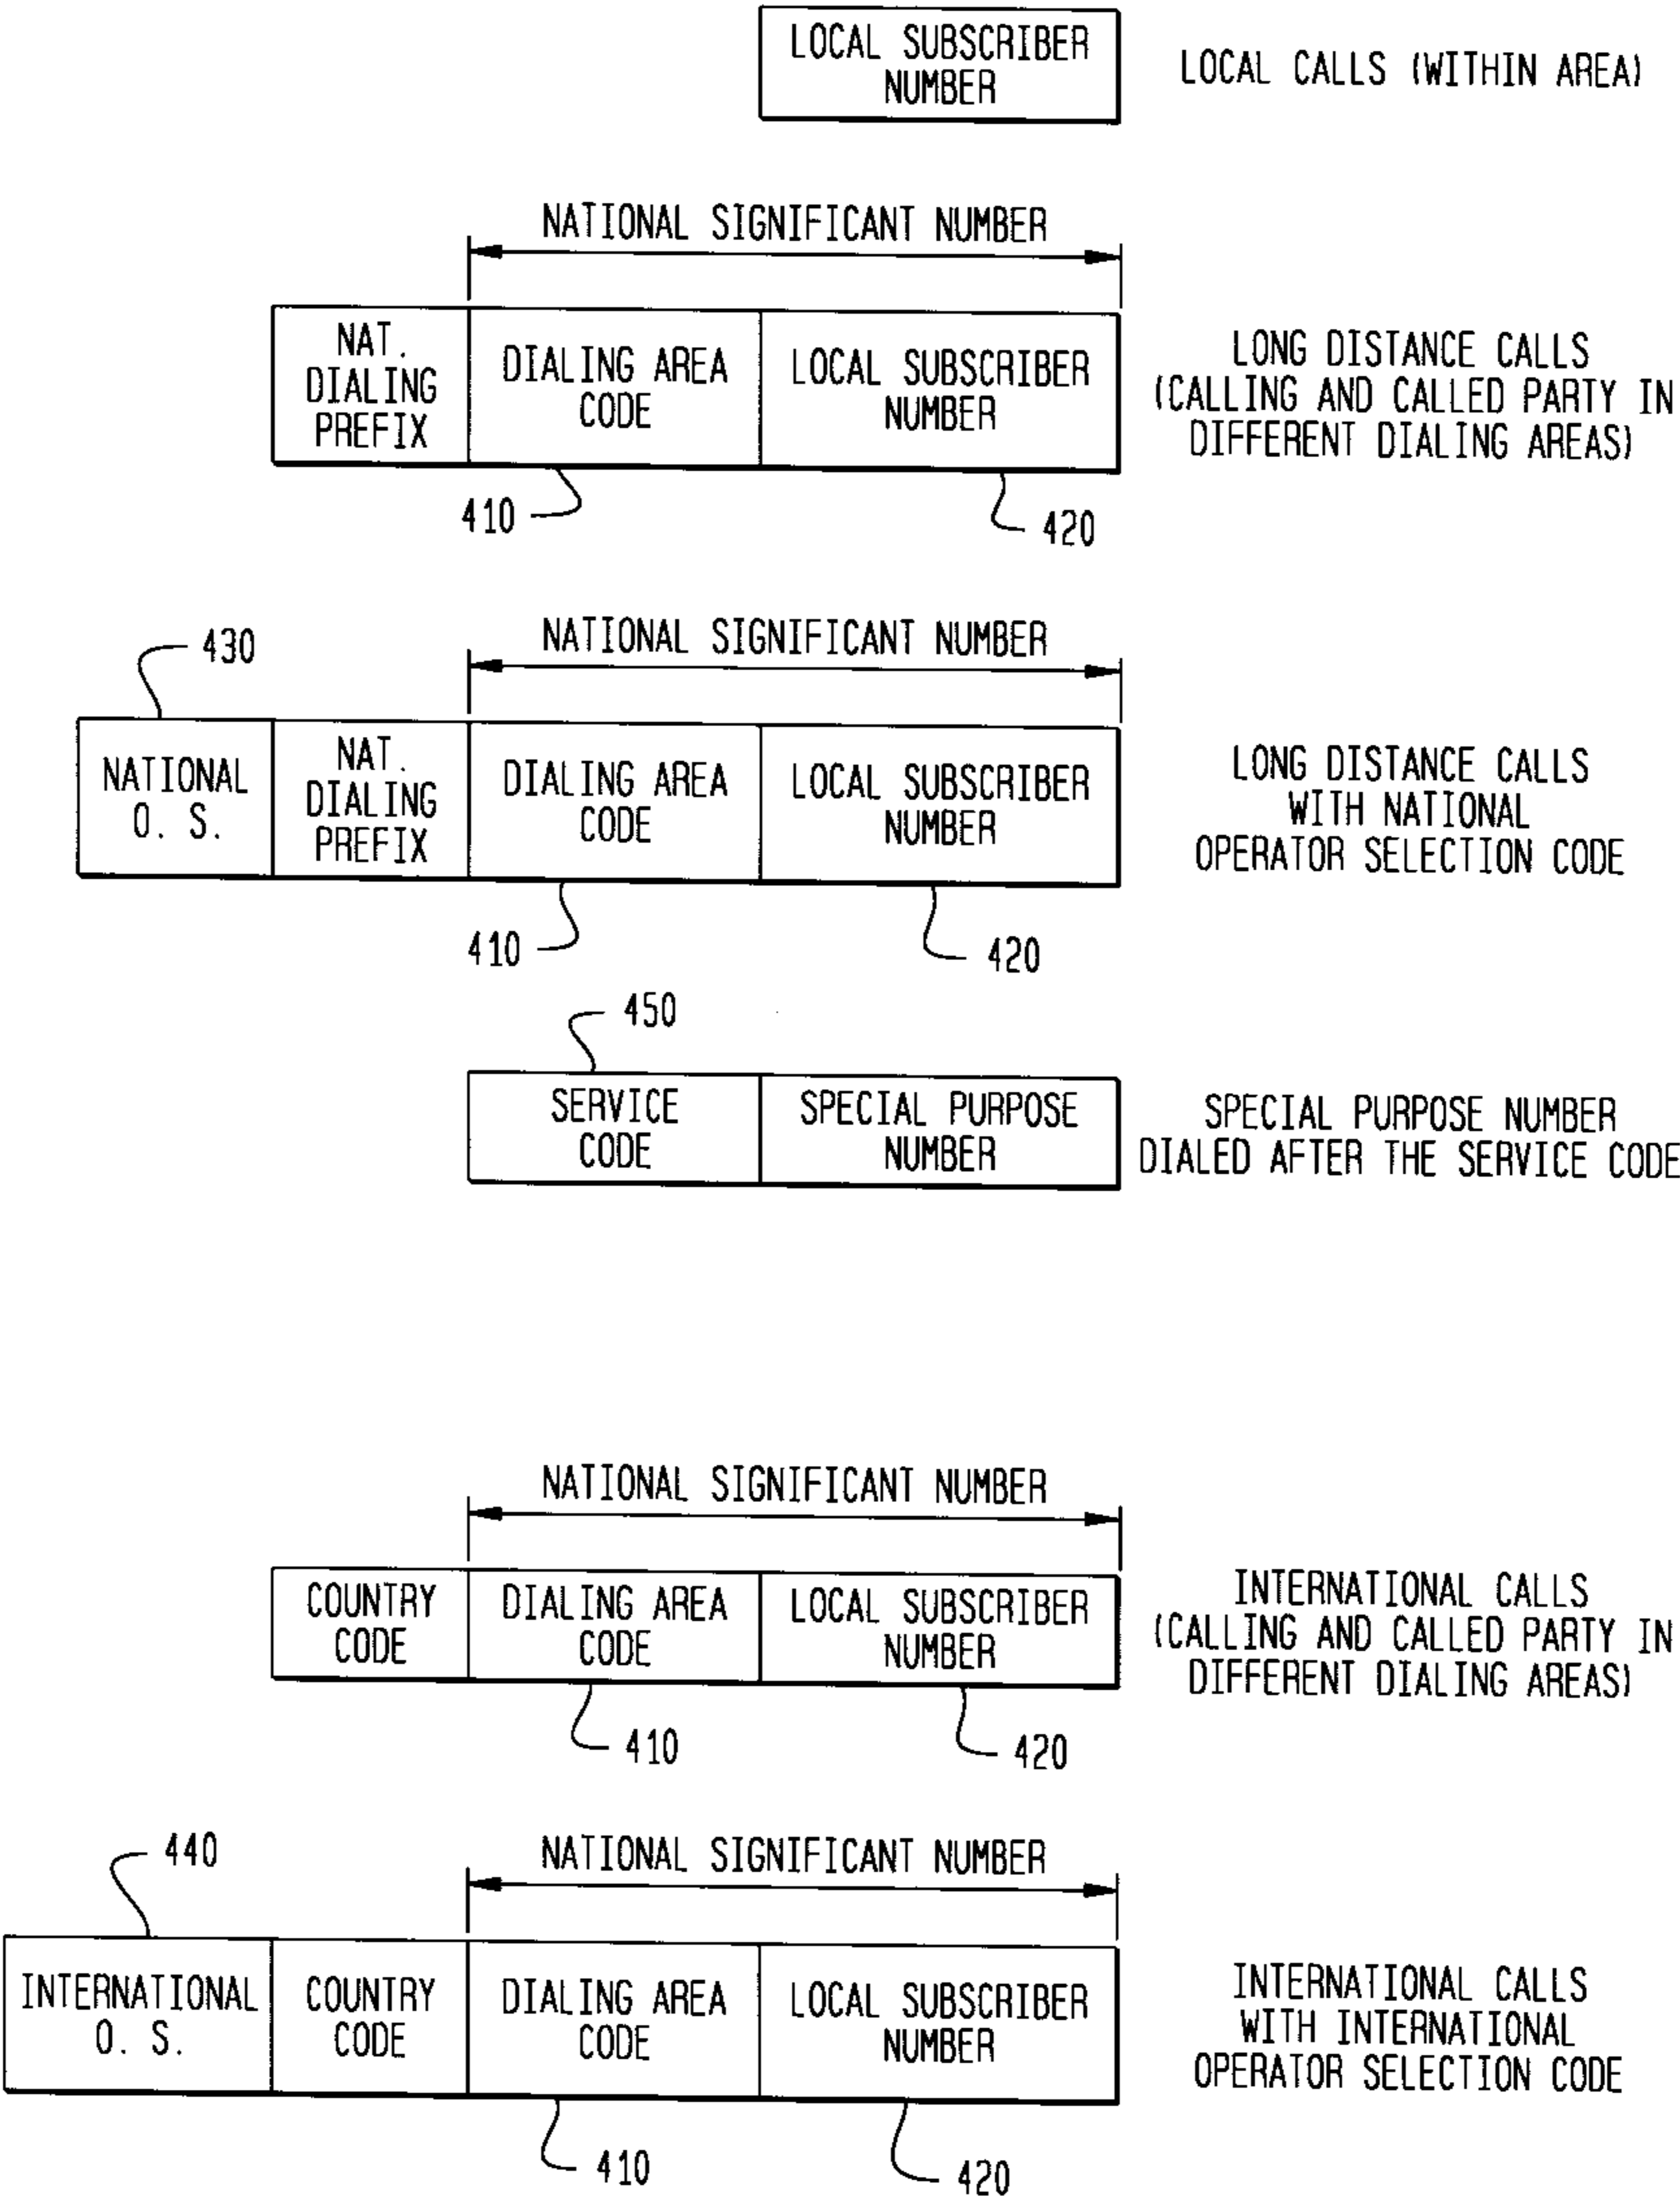 LOCAL SUBSCRIBER
NUMBER
LOCAL CALLS (WITHIN AREA)
NATIONAL SIGNIFICANT NUMBER
NAT.
DIALING
PREFIX
DIALING AREA
CODE
LOCAL SUBSCRIBER
NUMBER
LONG DISTANCE CALLS
(CALLING AND CALLED PARTY IN
DIFFERENT DIALING AREAS)
410
420
430
NATIONAL SIGNIFICANT NUMBER
NATIONAL
O. S.
NAT.
DIALING
PREFIX
DIALING AREA
CODE
LOCAL SUBSCRIBER
NUMBER
LONG DISTANCE CALLS
WITH NATIONAL
OPERATOR SELECTION CODE
410
420
450
SERVICE
CODE
SPECIAL PURPOSE
NUMBER
SPECIAL PURPOSE NUMBER
DIALED AFTER THE SERVICE CODE
NATIONAL SIGNIFICANT NUMBER
COUNTRY
CODE
DIALING AREA
CODE
LOCAL SUBSCRIBER
NUMBER
INTERNATIONAL CALLS
(CALLING AND CALLED PARTY IN
DIFFERENT DIALING AREAS)
410
420
440
NATIONAL SIGNIFICANT NUMBER
INTERNATIONAL
O. S.
COUNTRY
CODE
DIALING AREA
CODE
LOCAL SUBSCRIBER
NUMBER
INTERNATIONAL CALLS
WITH INTERNATIONAL
OPERATOR SELECTION CODE
410
420